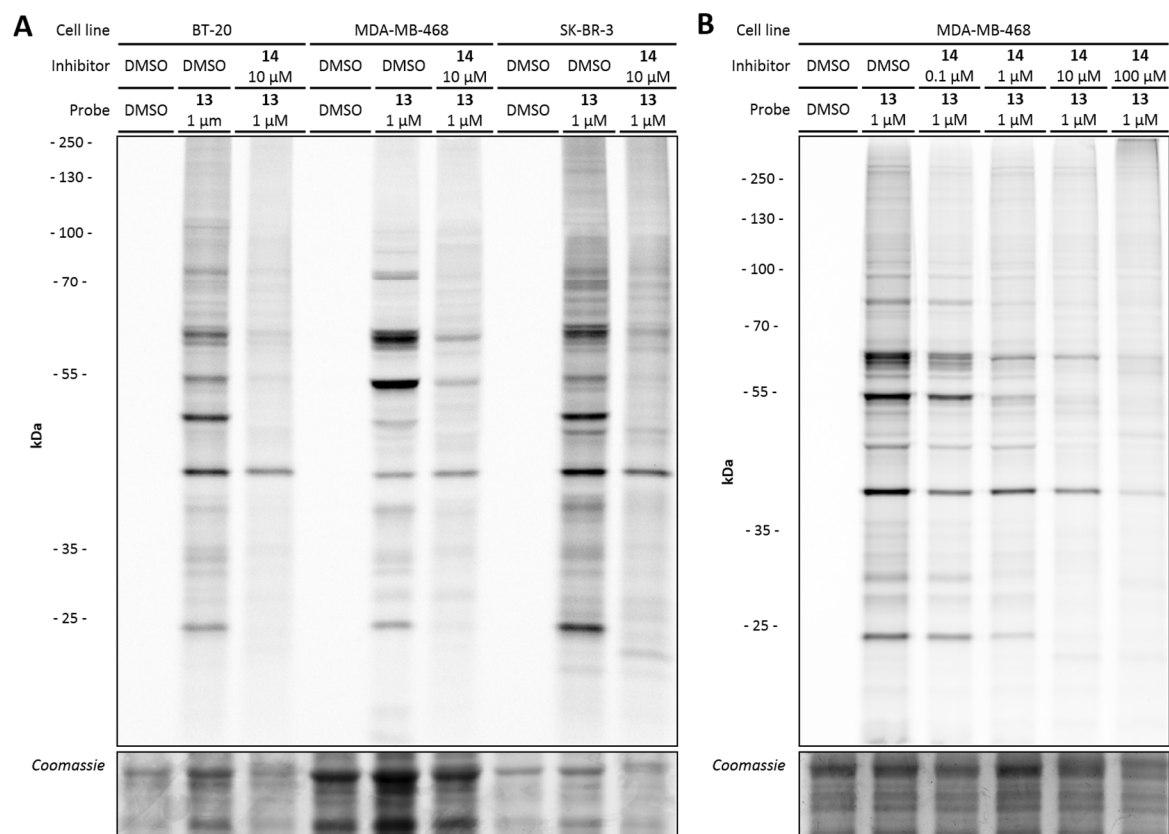 A
Cell line BT-20 MDA-MB-468 SK-BR-3
Inhibitor DMSO DMSO 14 10 µM DMSO DMSO 14 10 µM DMSO DMSO 14 10 µM
Probe DMSO 13 1 µm 13 1 µM DMSO 13 1 µM 13 1 µM DMSO 13 1 µM 13 1 µM
- 250 -
- 130 -
- 100 -
- 70 -
- 55 -
kDa
- 35 -
- 25 -
Coomassie
B
Cell line MDA-MB-468
Inhibitor DMSO DMSO 14 0.1 µM 14 1 µM 14 10 µM 14 100 µM
Probe DMSO 13 1 µM 13 1 µM 13 1 µM 13 1 µM 13 1 µM
- 250 -
- 130 -
- 100 -
- 70 -
- 55 -
kDa
- 35 -
- 25 -
Coomassie